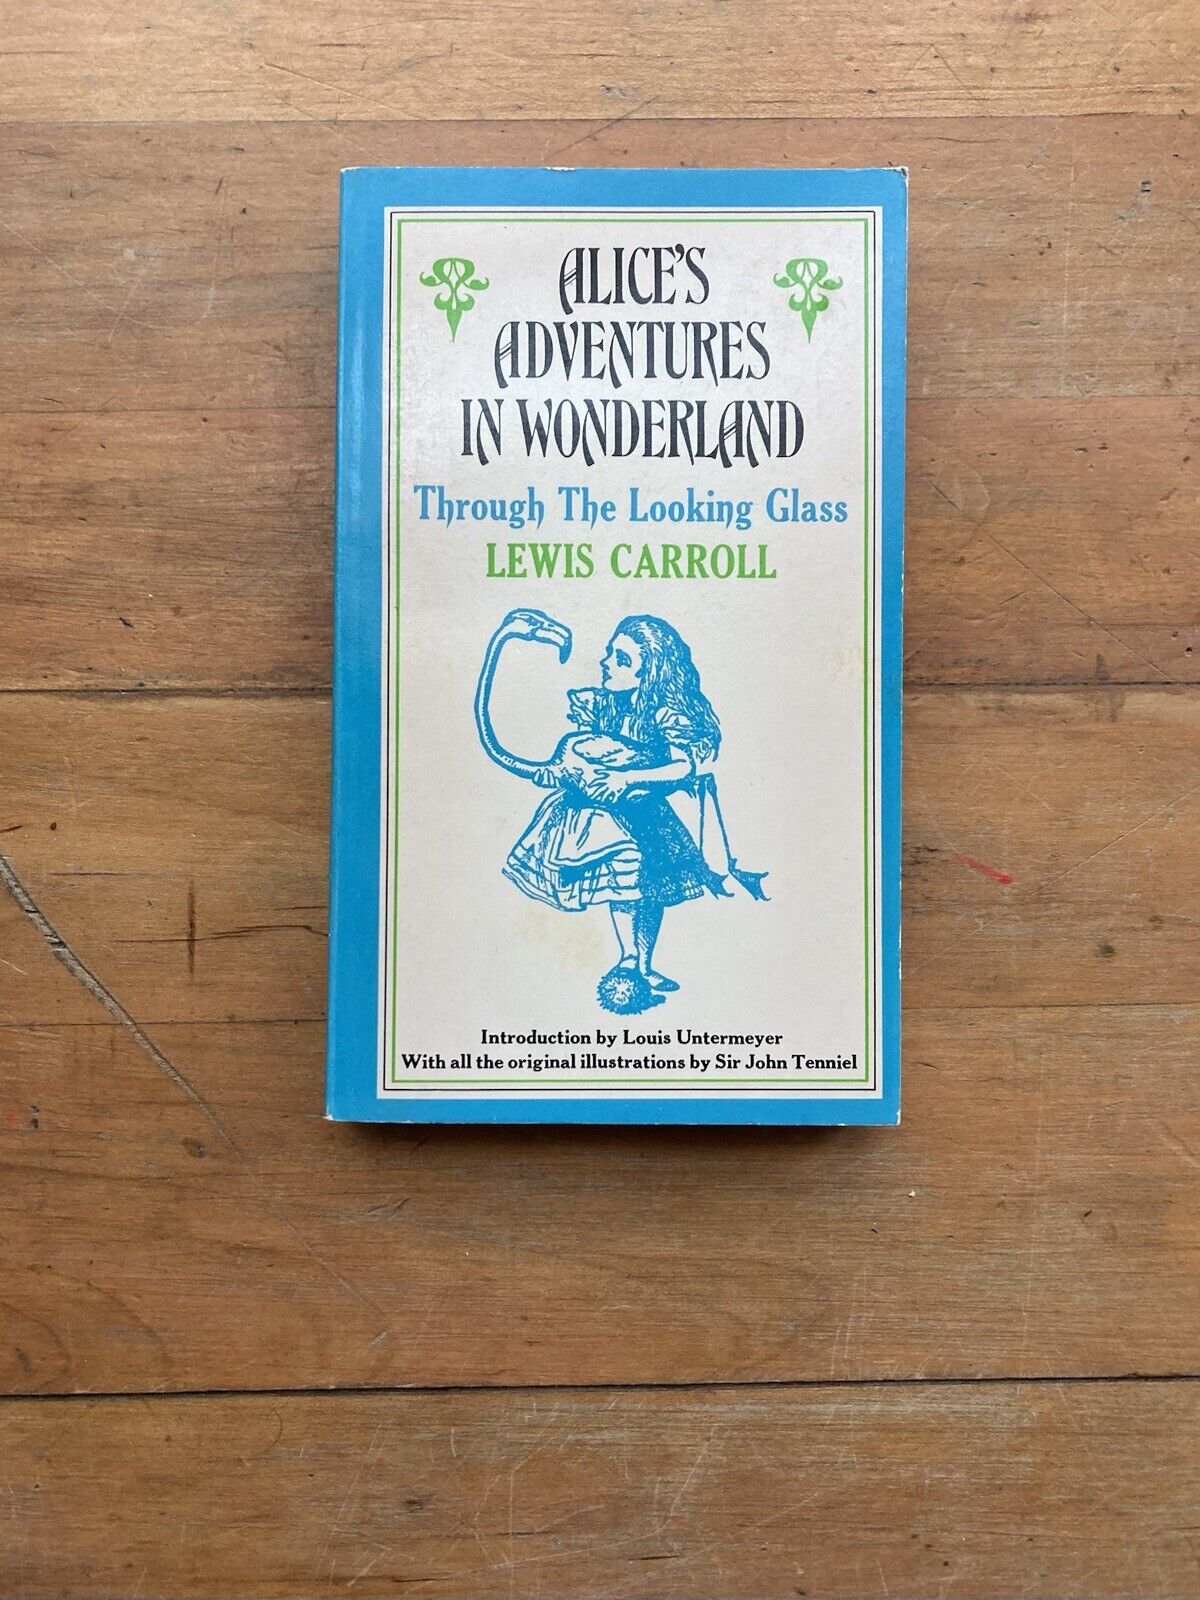 ALICE'S
ADVENTURES
IN WONDERLAND
Through The Looking Glass
LEWIS CARROLL
Introduction by Louis Untermeyer
With all the original illustrations by Sir John Tenniel